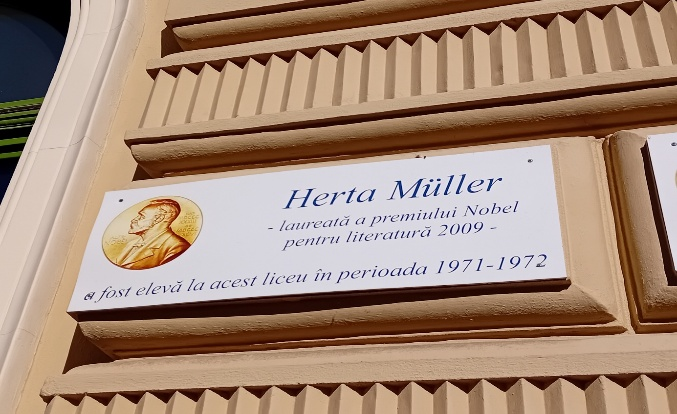 Herta Müller
- laureată a premiului Nobel
pentru literatură 2009 -
fost elevă la acest liceu în perioada 1971-1972